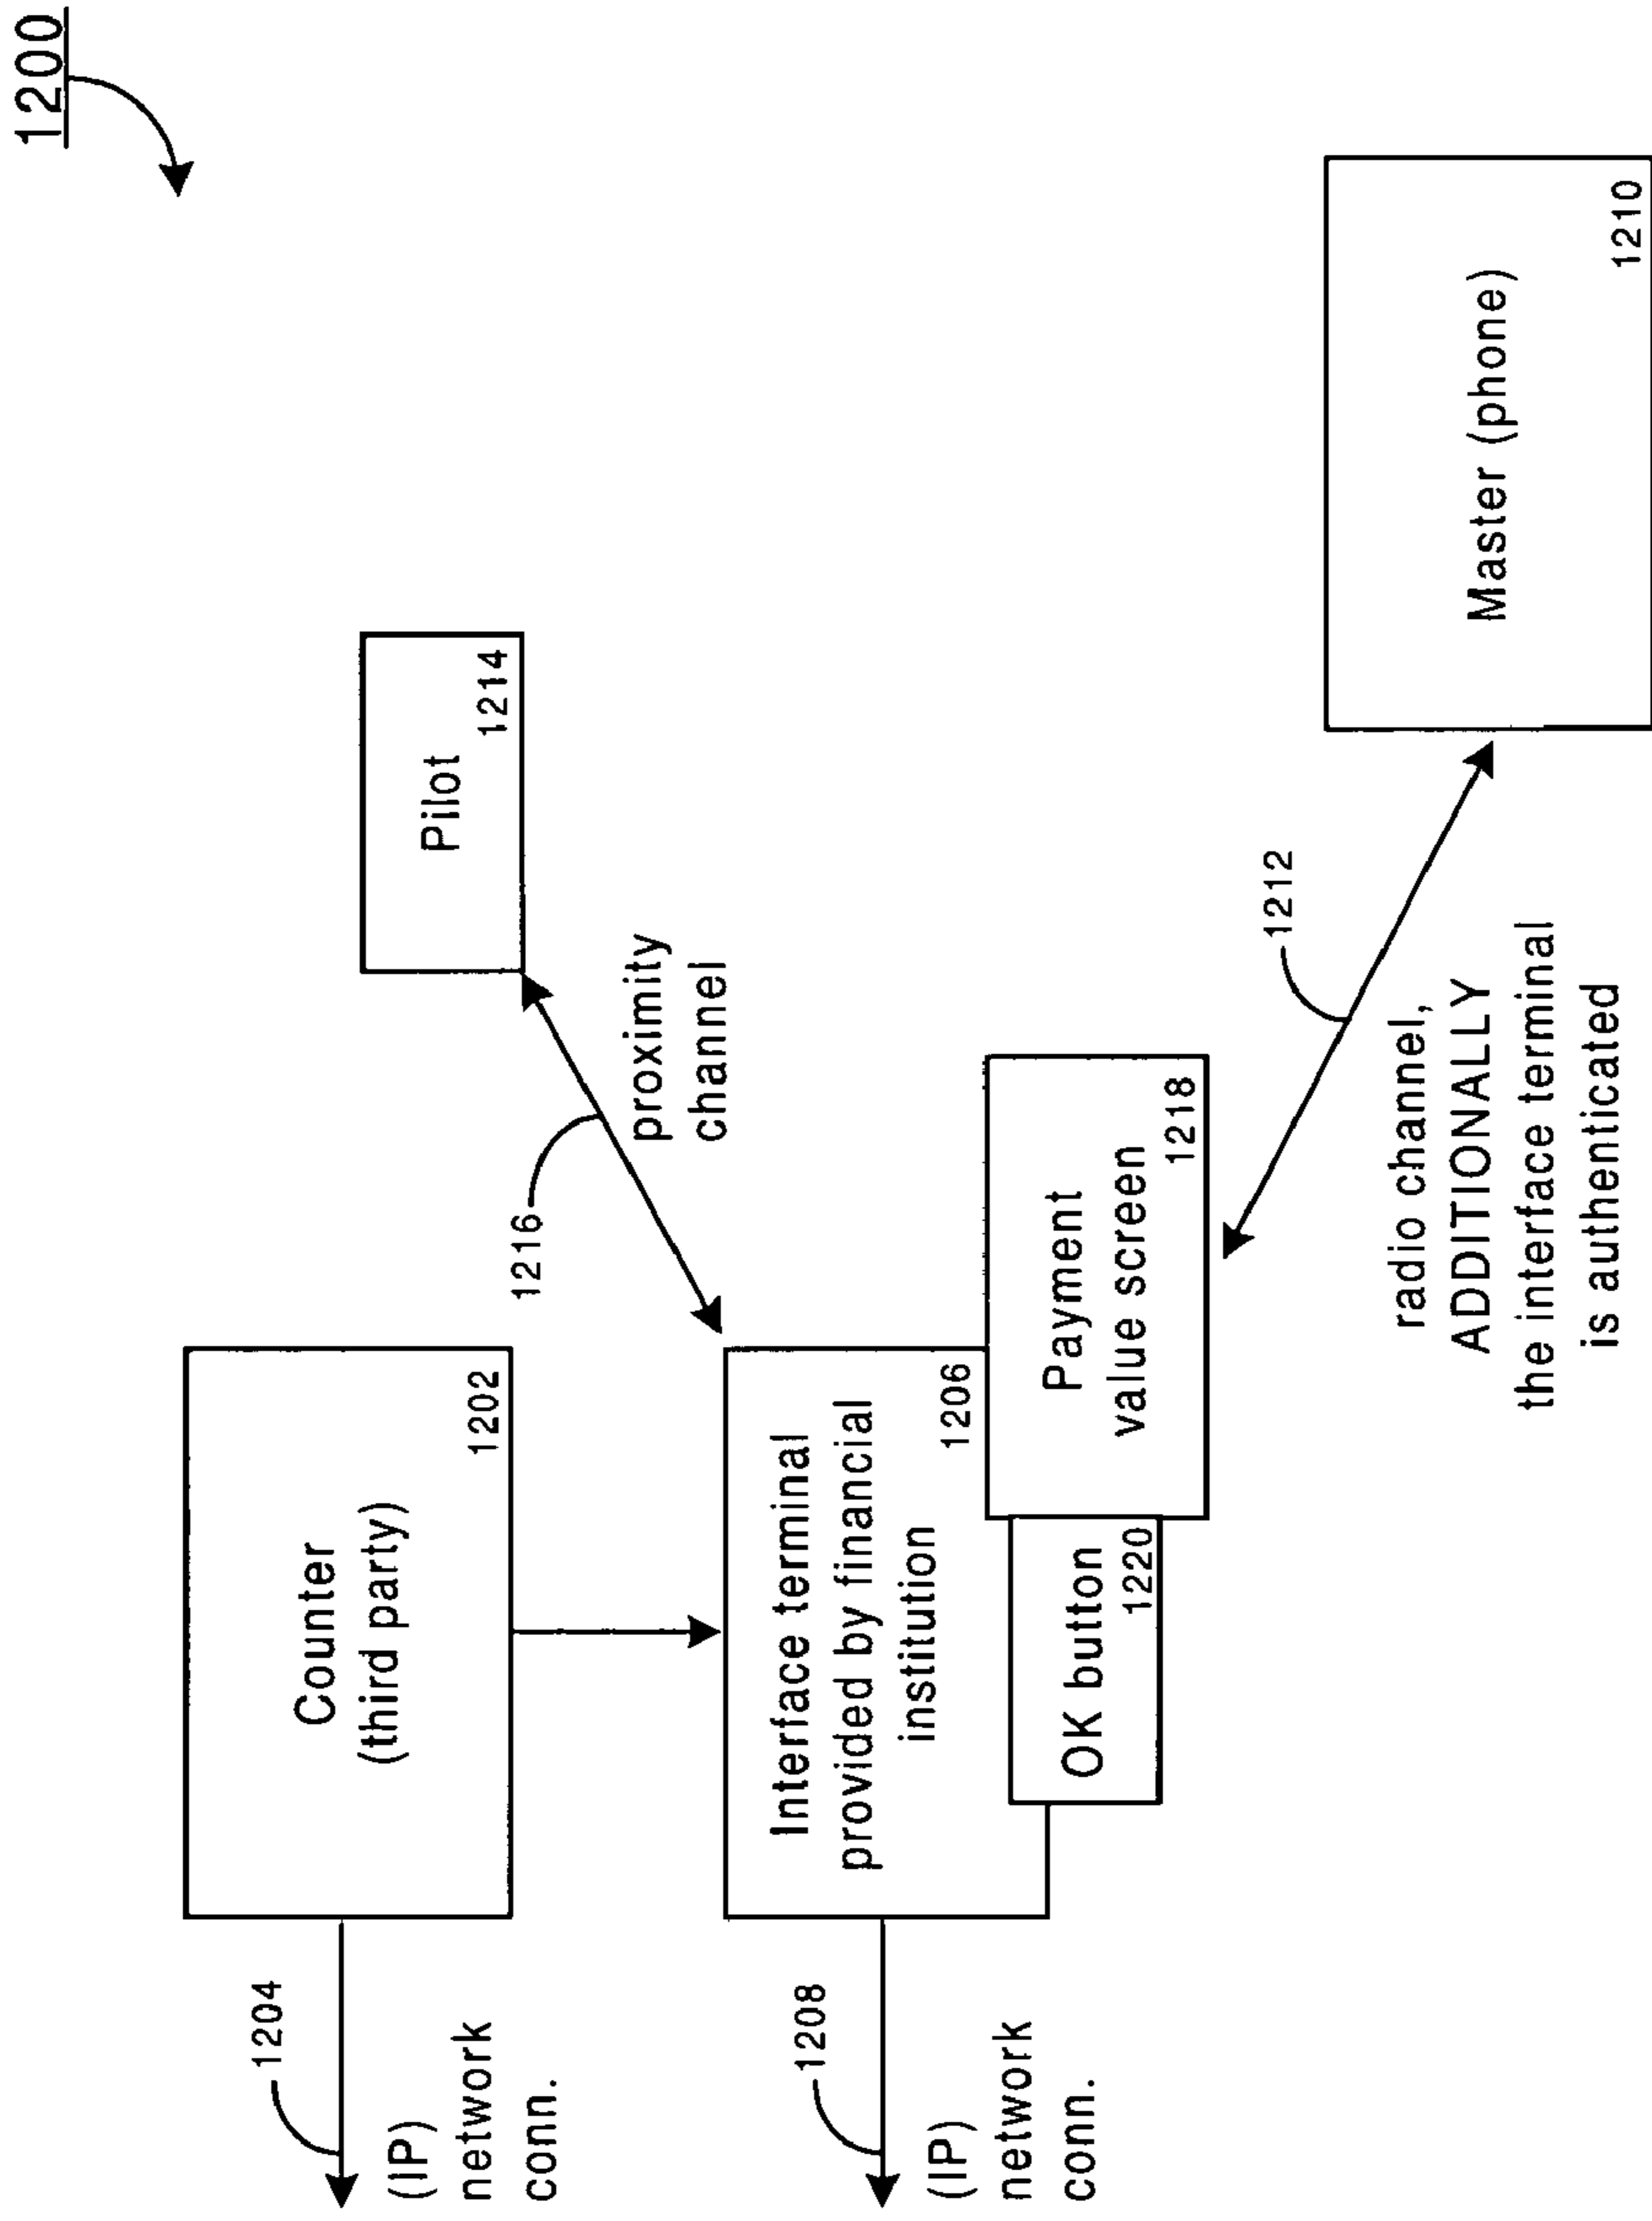 1200
Counter
(third party)
1202
1204
(IP)
network
conn.
Interface terminal
provided by financial
institution
1206
1208
(IP)
network
conn.
Pilot
1214
1216
proximity
channel
Payment
value screen
1218
OK button
1220
1212
radio channel,
ADDITIONALLY
the interface terminal
is authenticated
Master (phone)
1210